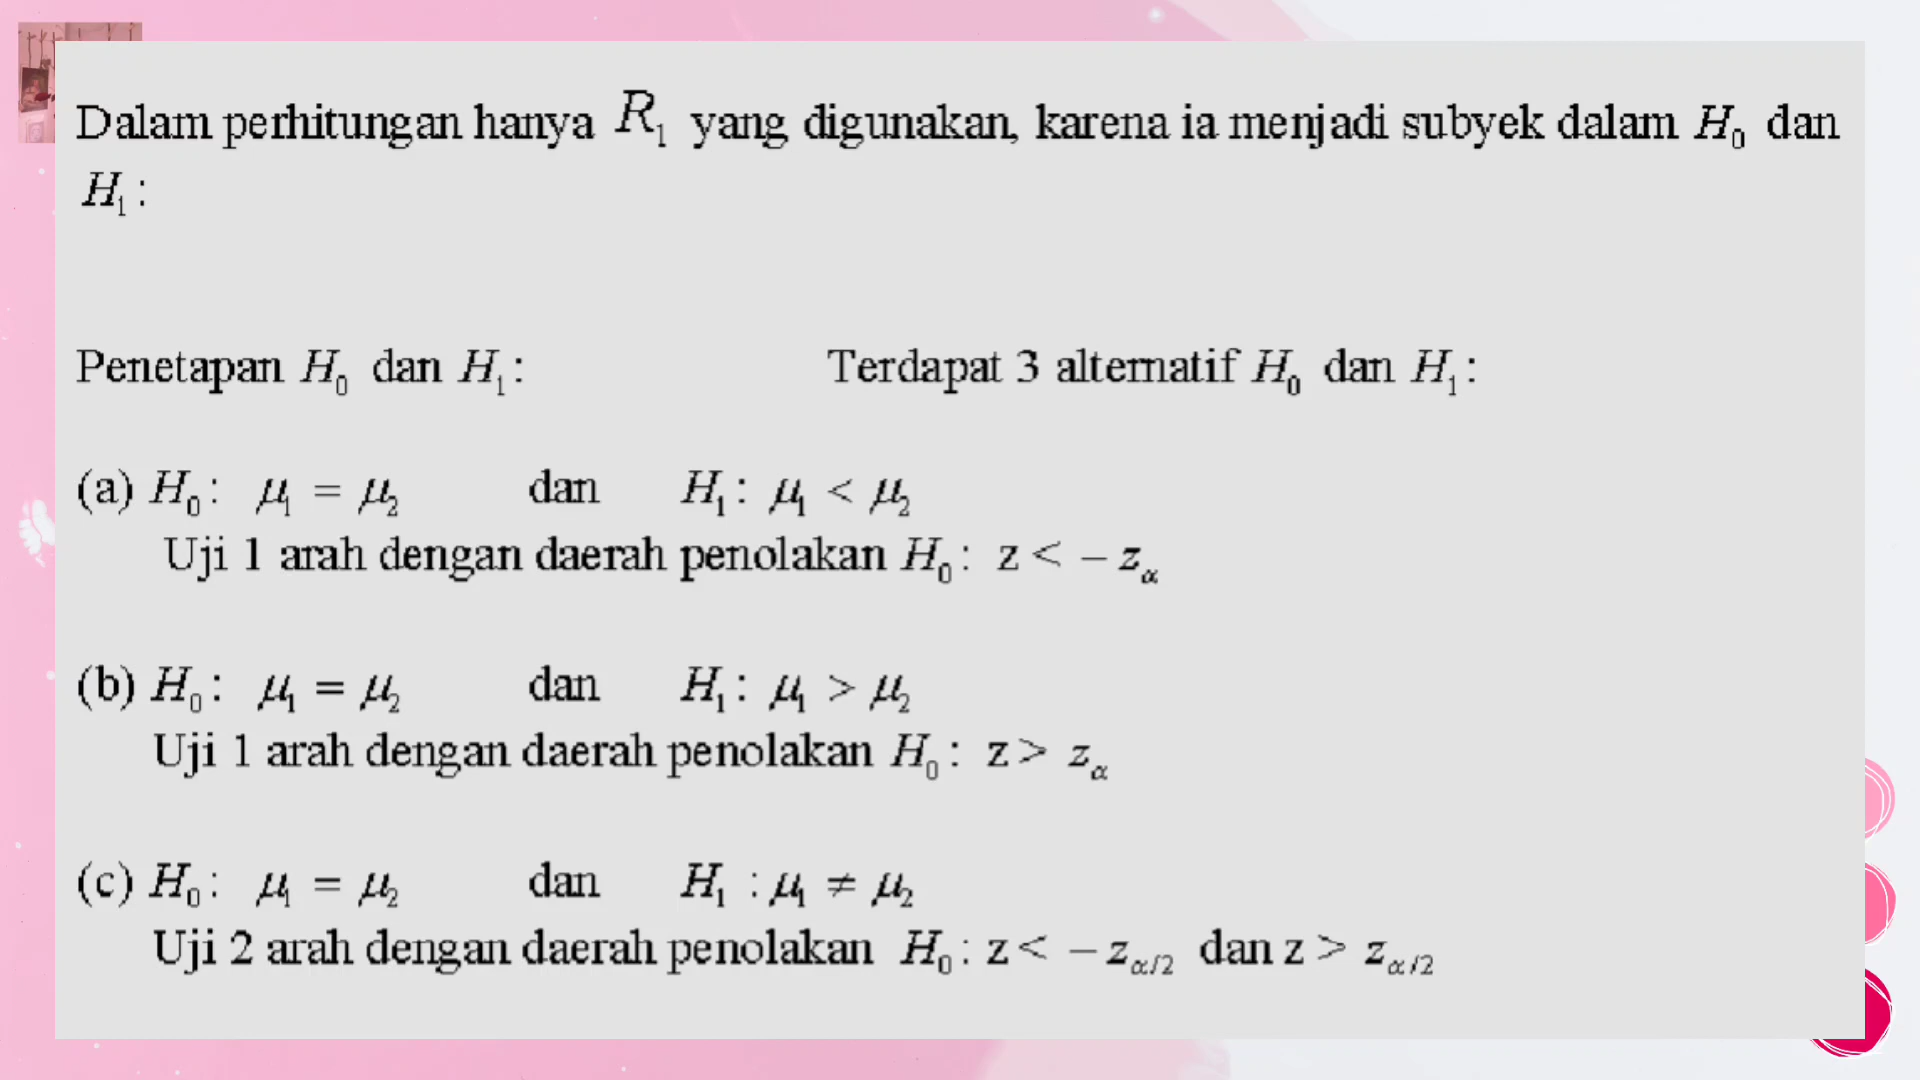 Dalam perhitungan hanya R₁ yang digunakan, karena ia menjadi subyek dalam H₀ dan
H₁ :
Penetapan H₀ dan H₁ : Terdapat 3 alternatif H₀ dan H₁ :
(a) H₀ : μ₁ = μ₂ dan H₁ : μ₁ < μ₂
Uji 1 arah dengan daerah penolakan H₀ : z < − z_α
(b) H₀ : μ₁ = μ₂ dan H₁ : μ₁ > μ₂
Uji 1 arah dengan daerah penolakan H₀ : z > z_α
(c) H₀ : μ₁ = μ₂ dan H₁ : μ₁ ≠ μ₂
Uji 2 arah dengan daerah penolakan H₀ : z < − z_α/2 dan z > z_α/2